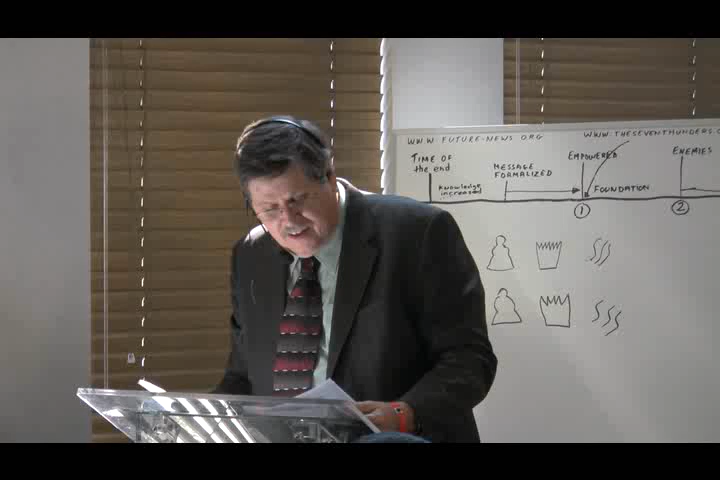 WWW.FUTURE-NEWS.ORG
WWW.THESEVENTHUNDERS.
TIME OF
the end
Knowledge
increased
MESSAGE
FORMALIZED
EMPOWERED
FOUNDATION
ENEMIES
1
2